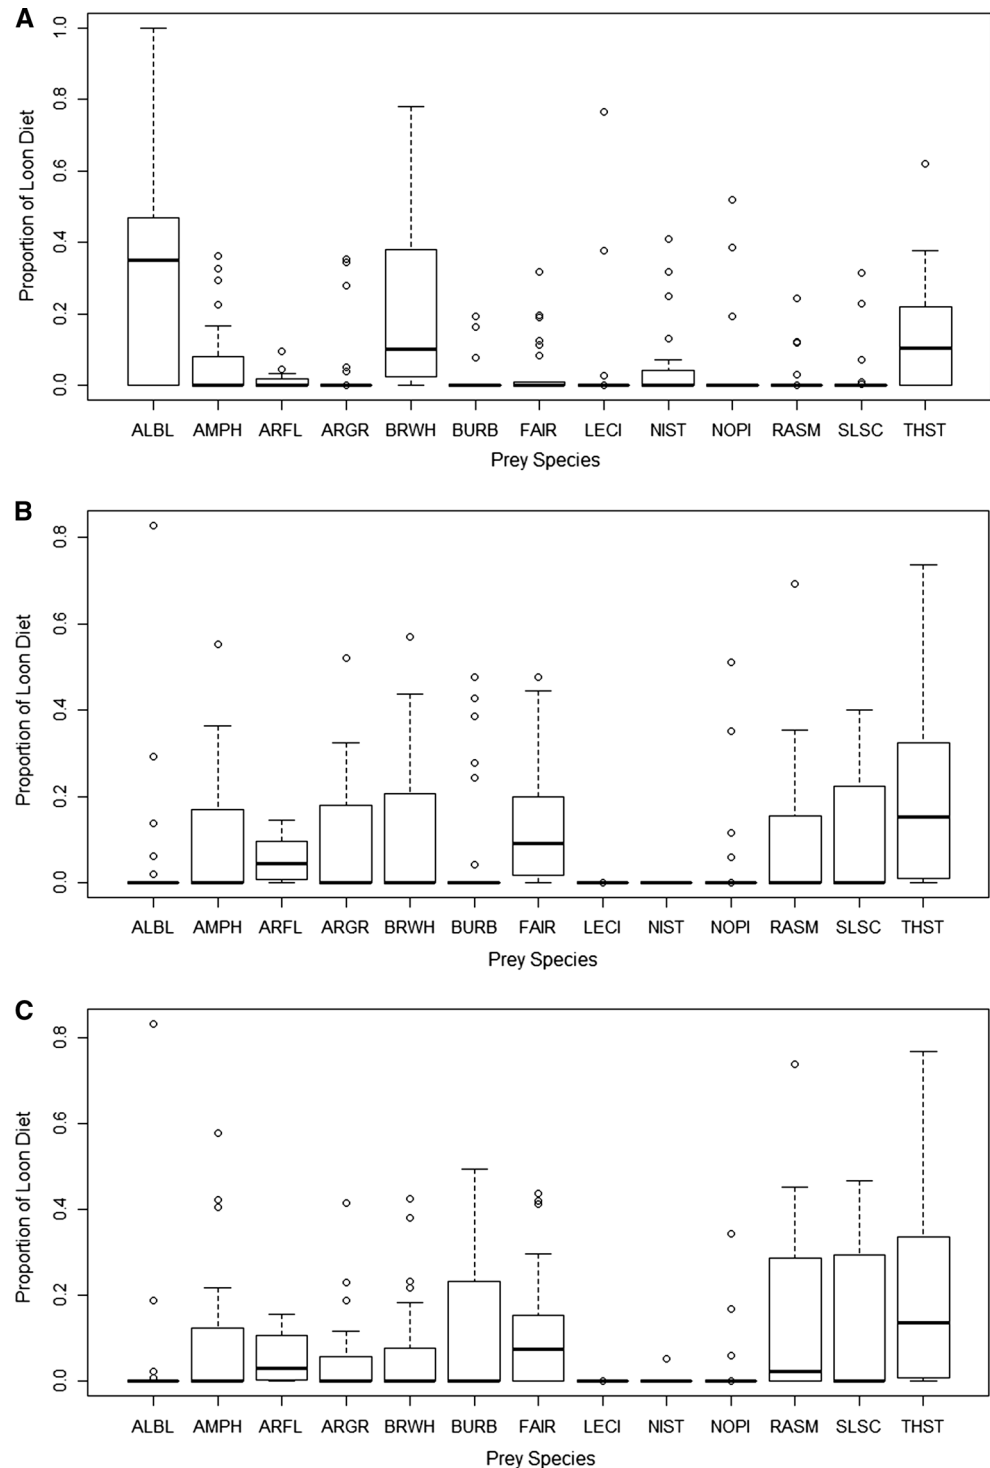 A
Proportion of Loon Diet
1.0
0.8
0.6
0.4
0.2
0.0
ALBL AMPH ARFL ARGR BRWH BURB FAIR LECI NIST NOPI RASM SLSC THST
Prey Species
B
Proportion of Loon Diet
0.8
0.6
0.4
0.2
0.0
ALBL AMPH ARFL ARGR BRWH BURB FAIR LECI NIST NOPI RASM SLSC THST
Prey Species
C
Proportion of Loon Diet
0.8
0.6
0.4
0.2
0.0
ALBL AMPH ARFL ARGR BRWH BURB FAIR LECI NIST NOPI RASM SLSC THST
Prey Species